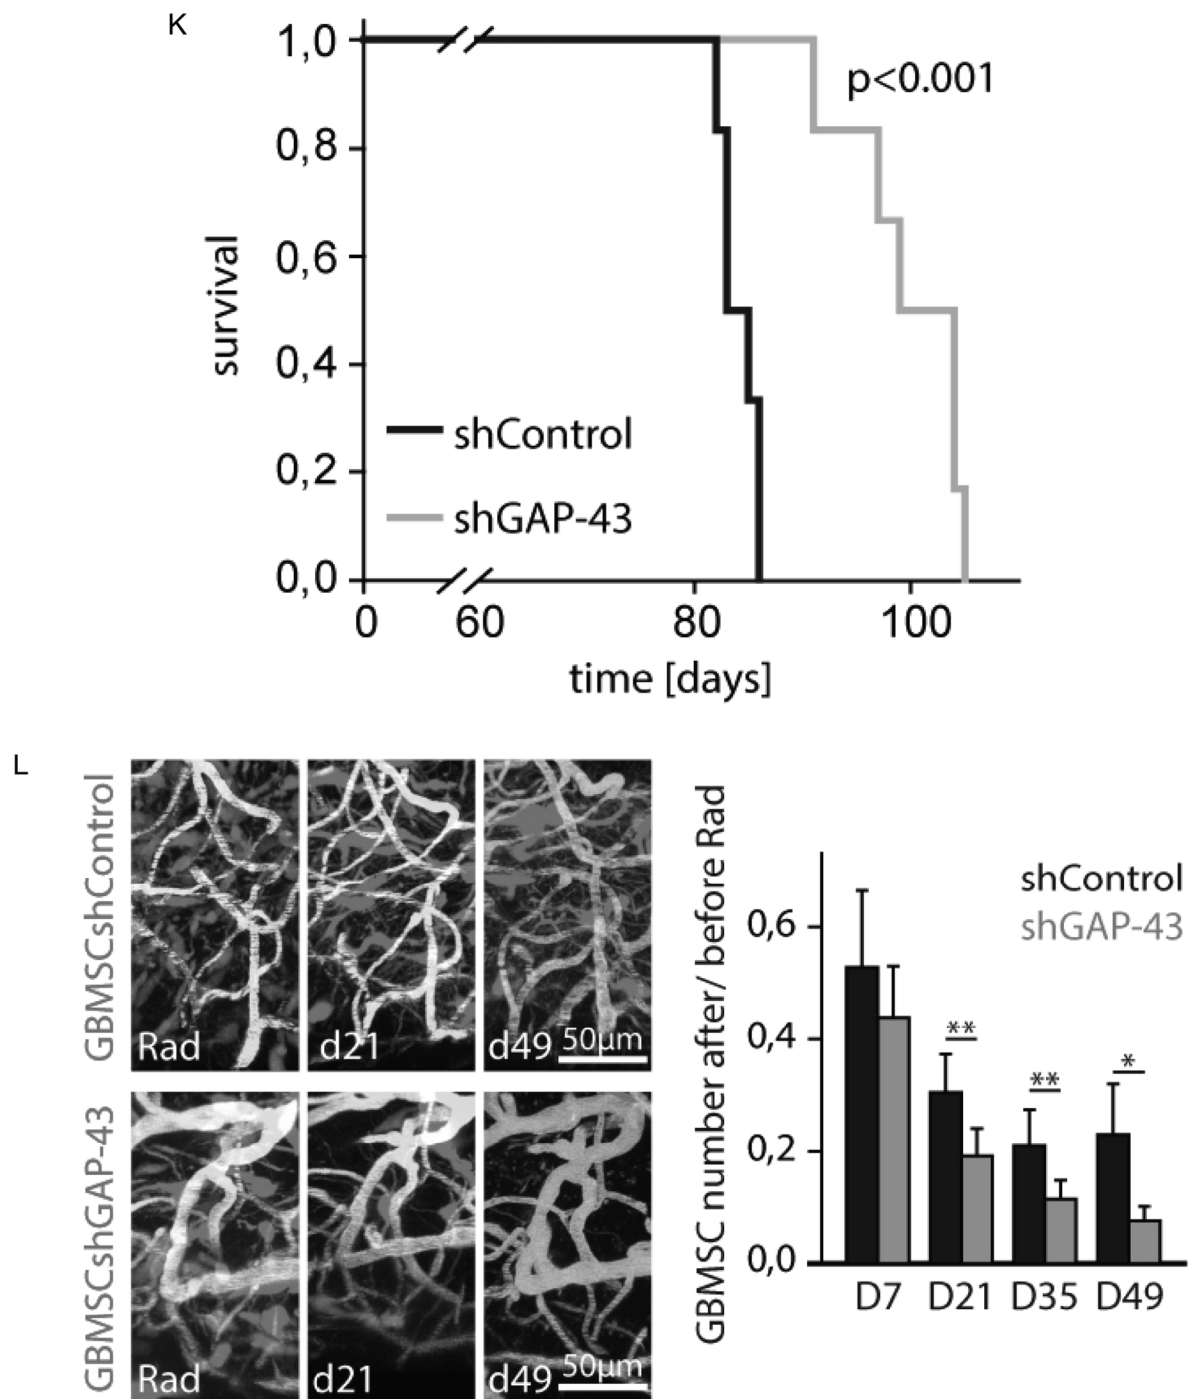 K
1,0
0,8
0,6
0,4
0,2
0,0
survival
p<0.001
shControl
shGAP-43
0 60 80 100
time [days]
L
GBMSCshControl
Rad
d21
d49 50µm
GBMSCshGAP-43
Rad
d21
d49 50µm
GBMSC number after/ before Rad
shControl
shGAP-43
0,6
0,4
0,2
0,0
**
**
*
D7 D21 D35 D49